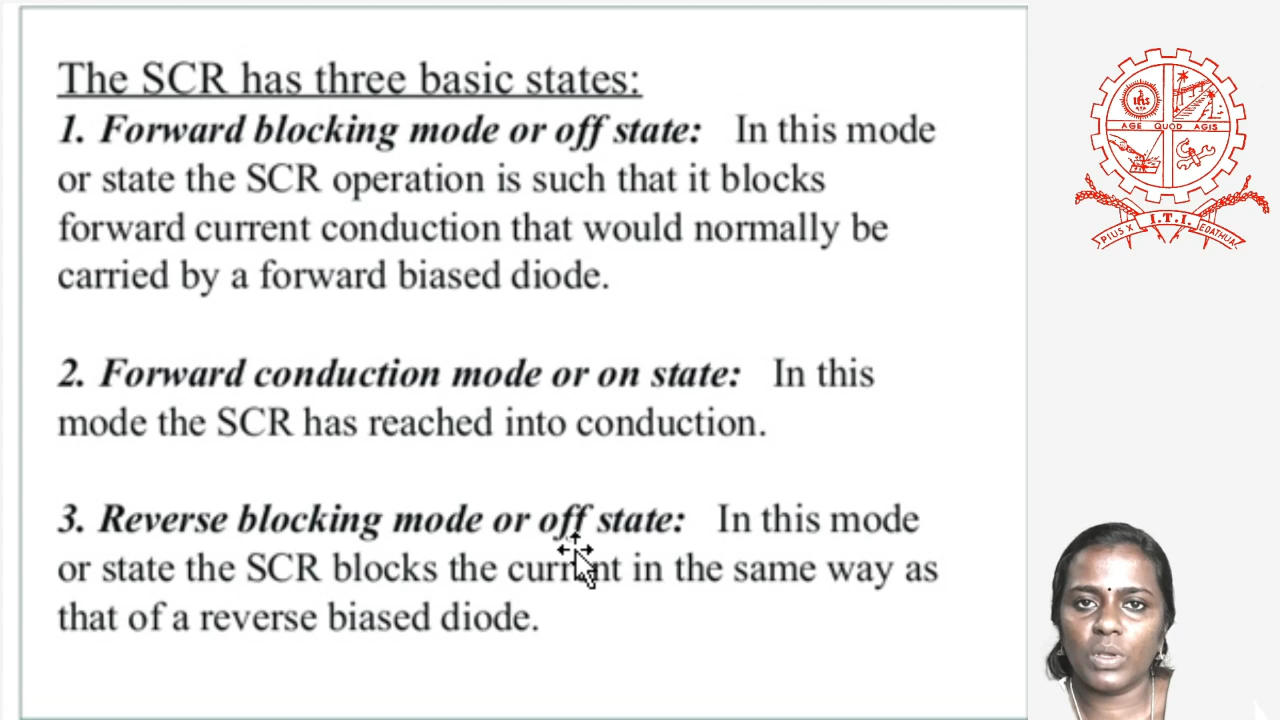 The SCR has three basic states:
1. Forward blocking mode or off state: In this mode
or state the SCR operation is such that it blocks
forward current conduction that would normally be
carried by a forward biased diode.
2. Forward conduction mode or on state: In this
mode the SCR has reached into conduction.
3. Reverse blocking mode or off state: In this mode
or state the SCR blocks the current in the same way as
that of a reverse biased diode.
AGE QUOD AGIS
I.T.I.
PIUS X
EDATHUA